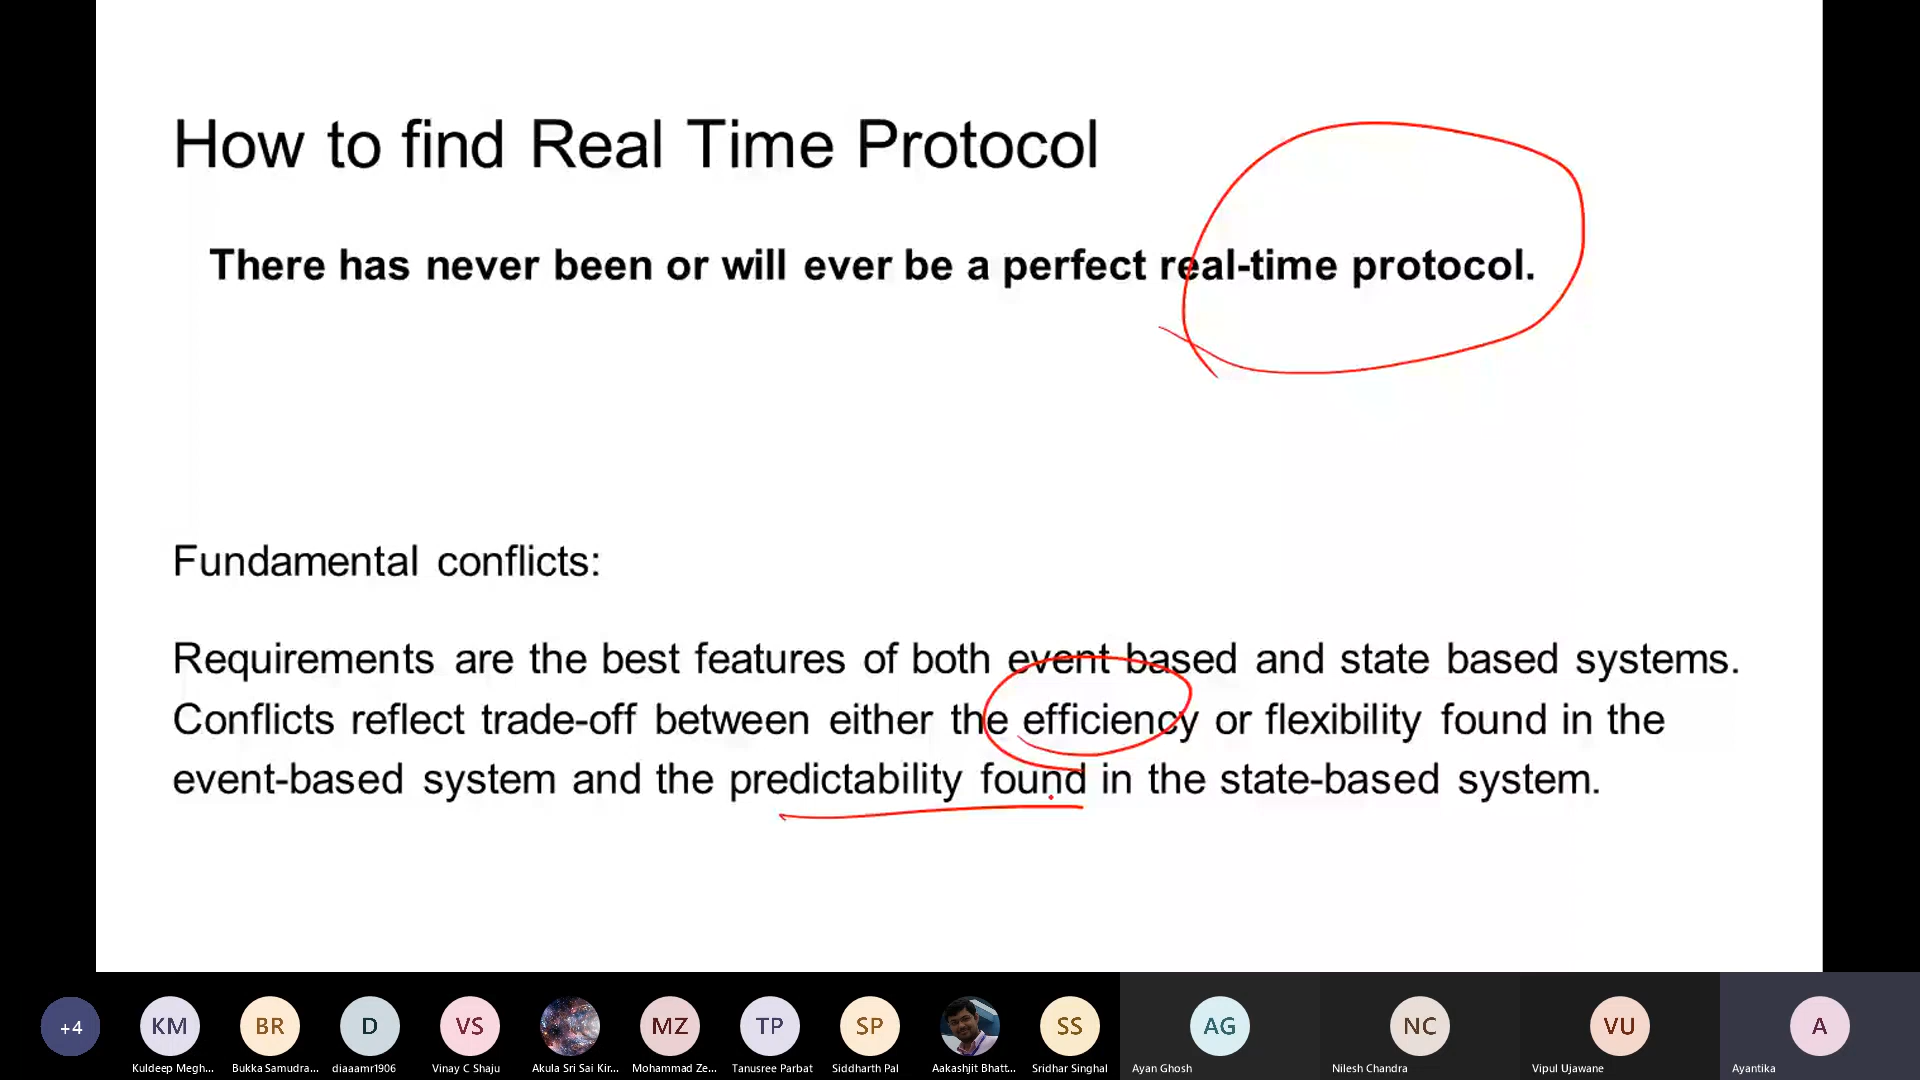 How to find Real Time Protocol
There has never been or will ever be a perfect real-time protocol.
Fundamental conflicts:
Requirements are the best features of both event based and state based systems.
Conflicts reflect trade-off between either the efficiency or flexibility found in the
event-based system and the predictability found in the state-based system.
+4 KM BR D VS MZ TP SP SS AG NC VU A
Kuldeep Megh... Bukka Samudra... diaaamr1906 Vinay C Shaju Akula Sri Sai Kir... Mohammad Ze... Tanusree Parbat Siddharth Pal Aakashjit Bhatt... Sridhar Singhal Ayan Ghosh Nilesh Chandra Vipul Ujawane Ayantika